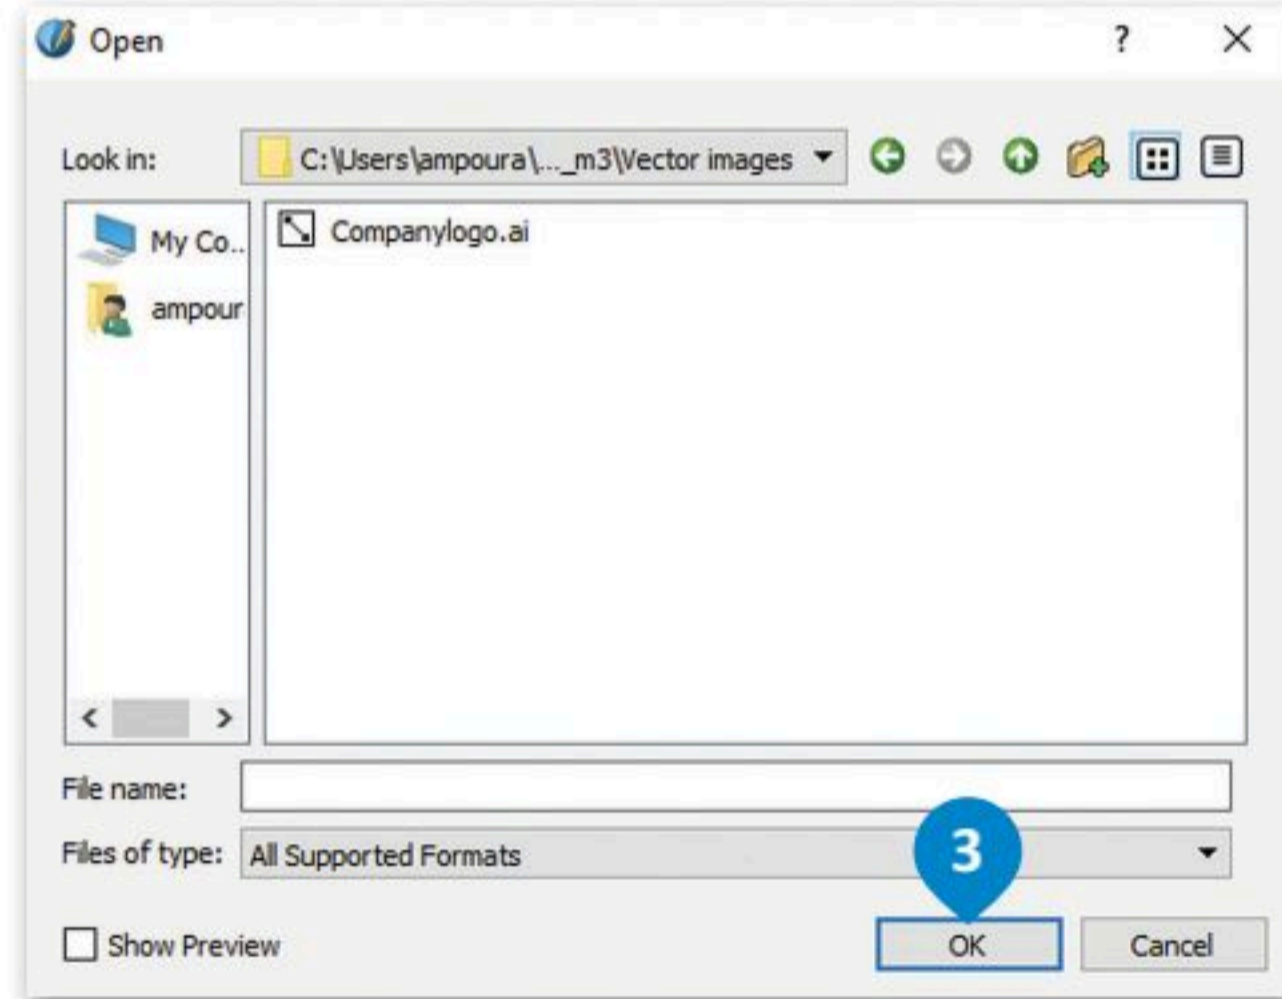 Open
?
Look in: C:\Users\ampoura\..._m3\Vector images
My Co..
ampour
Companylogo.ai
File name:
Files of type: All Supported Formats
3
Show Preview
OK
Cancel